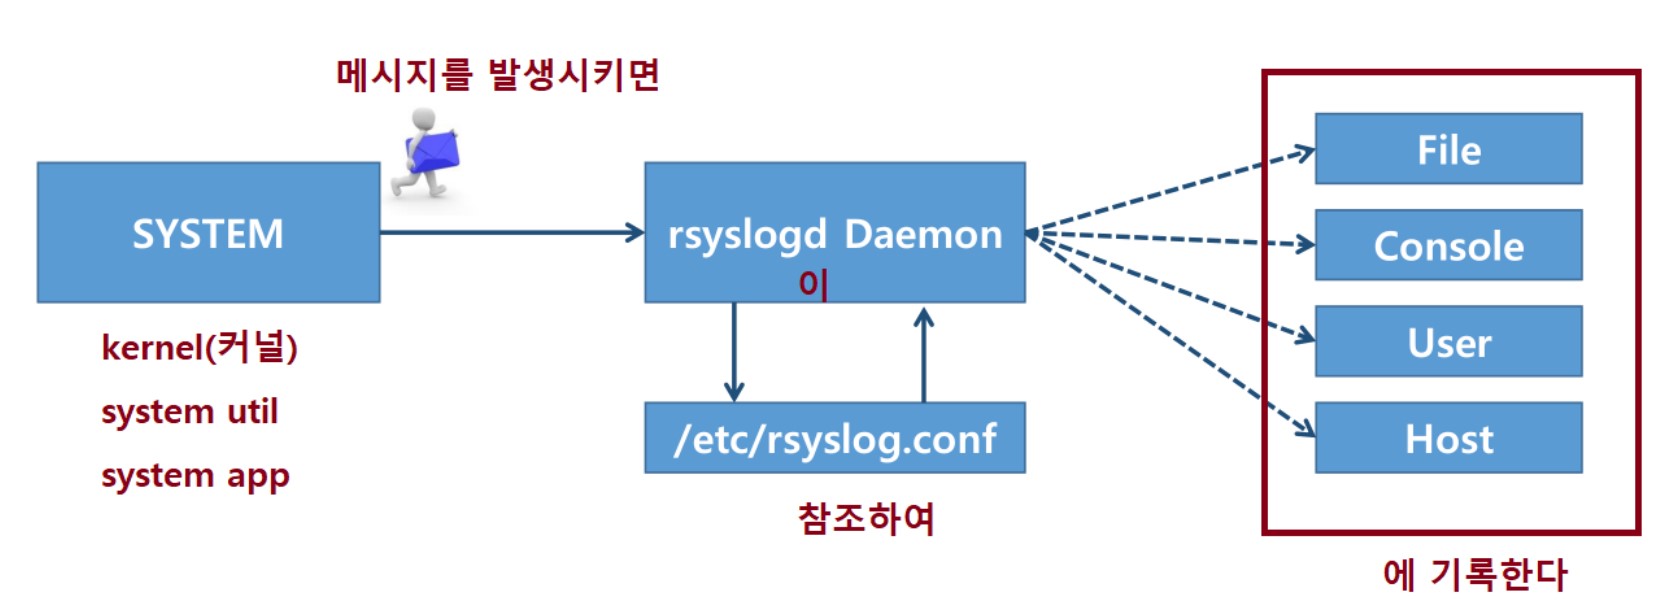 메시지를 발생시키면
SYSTEM
kernel(커널)
system util
system app
rsyslogd Daemon
이
/etc/rsyslog.conf
참조하여
File
Console
User
Host
에 기록한다